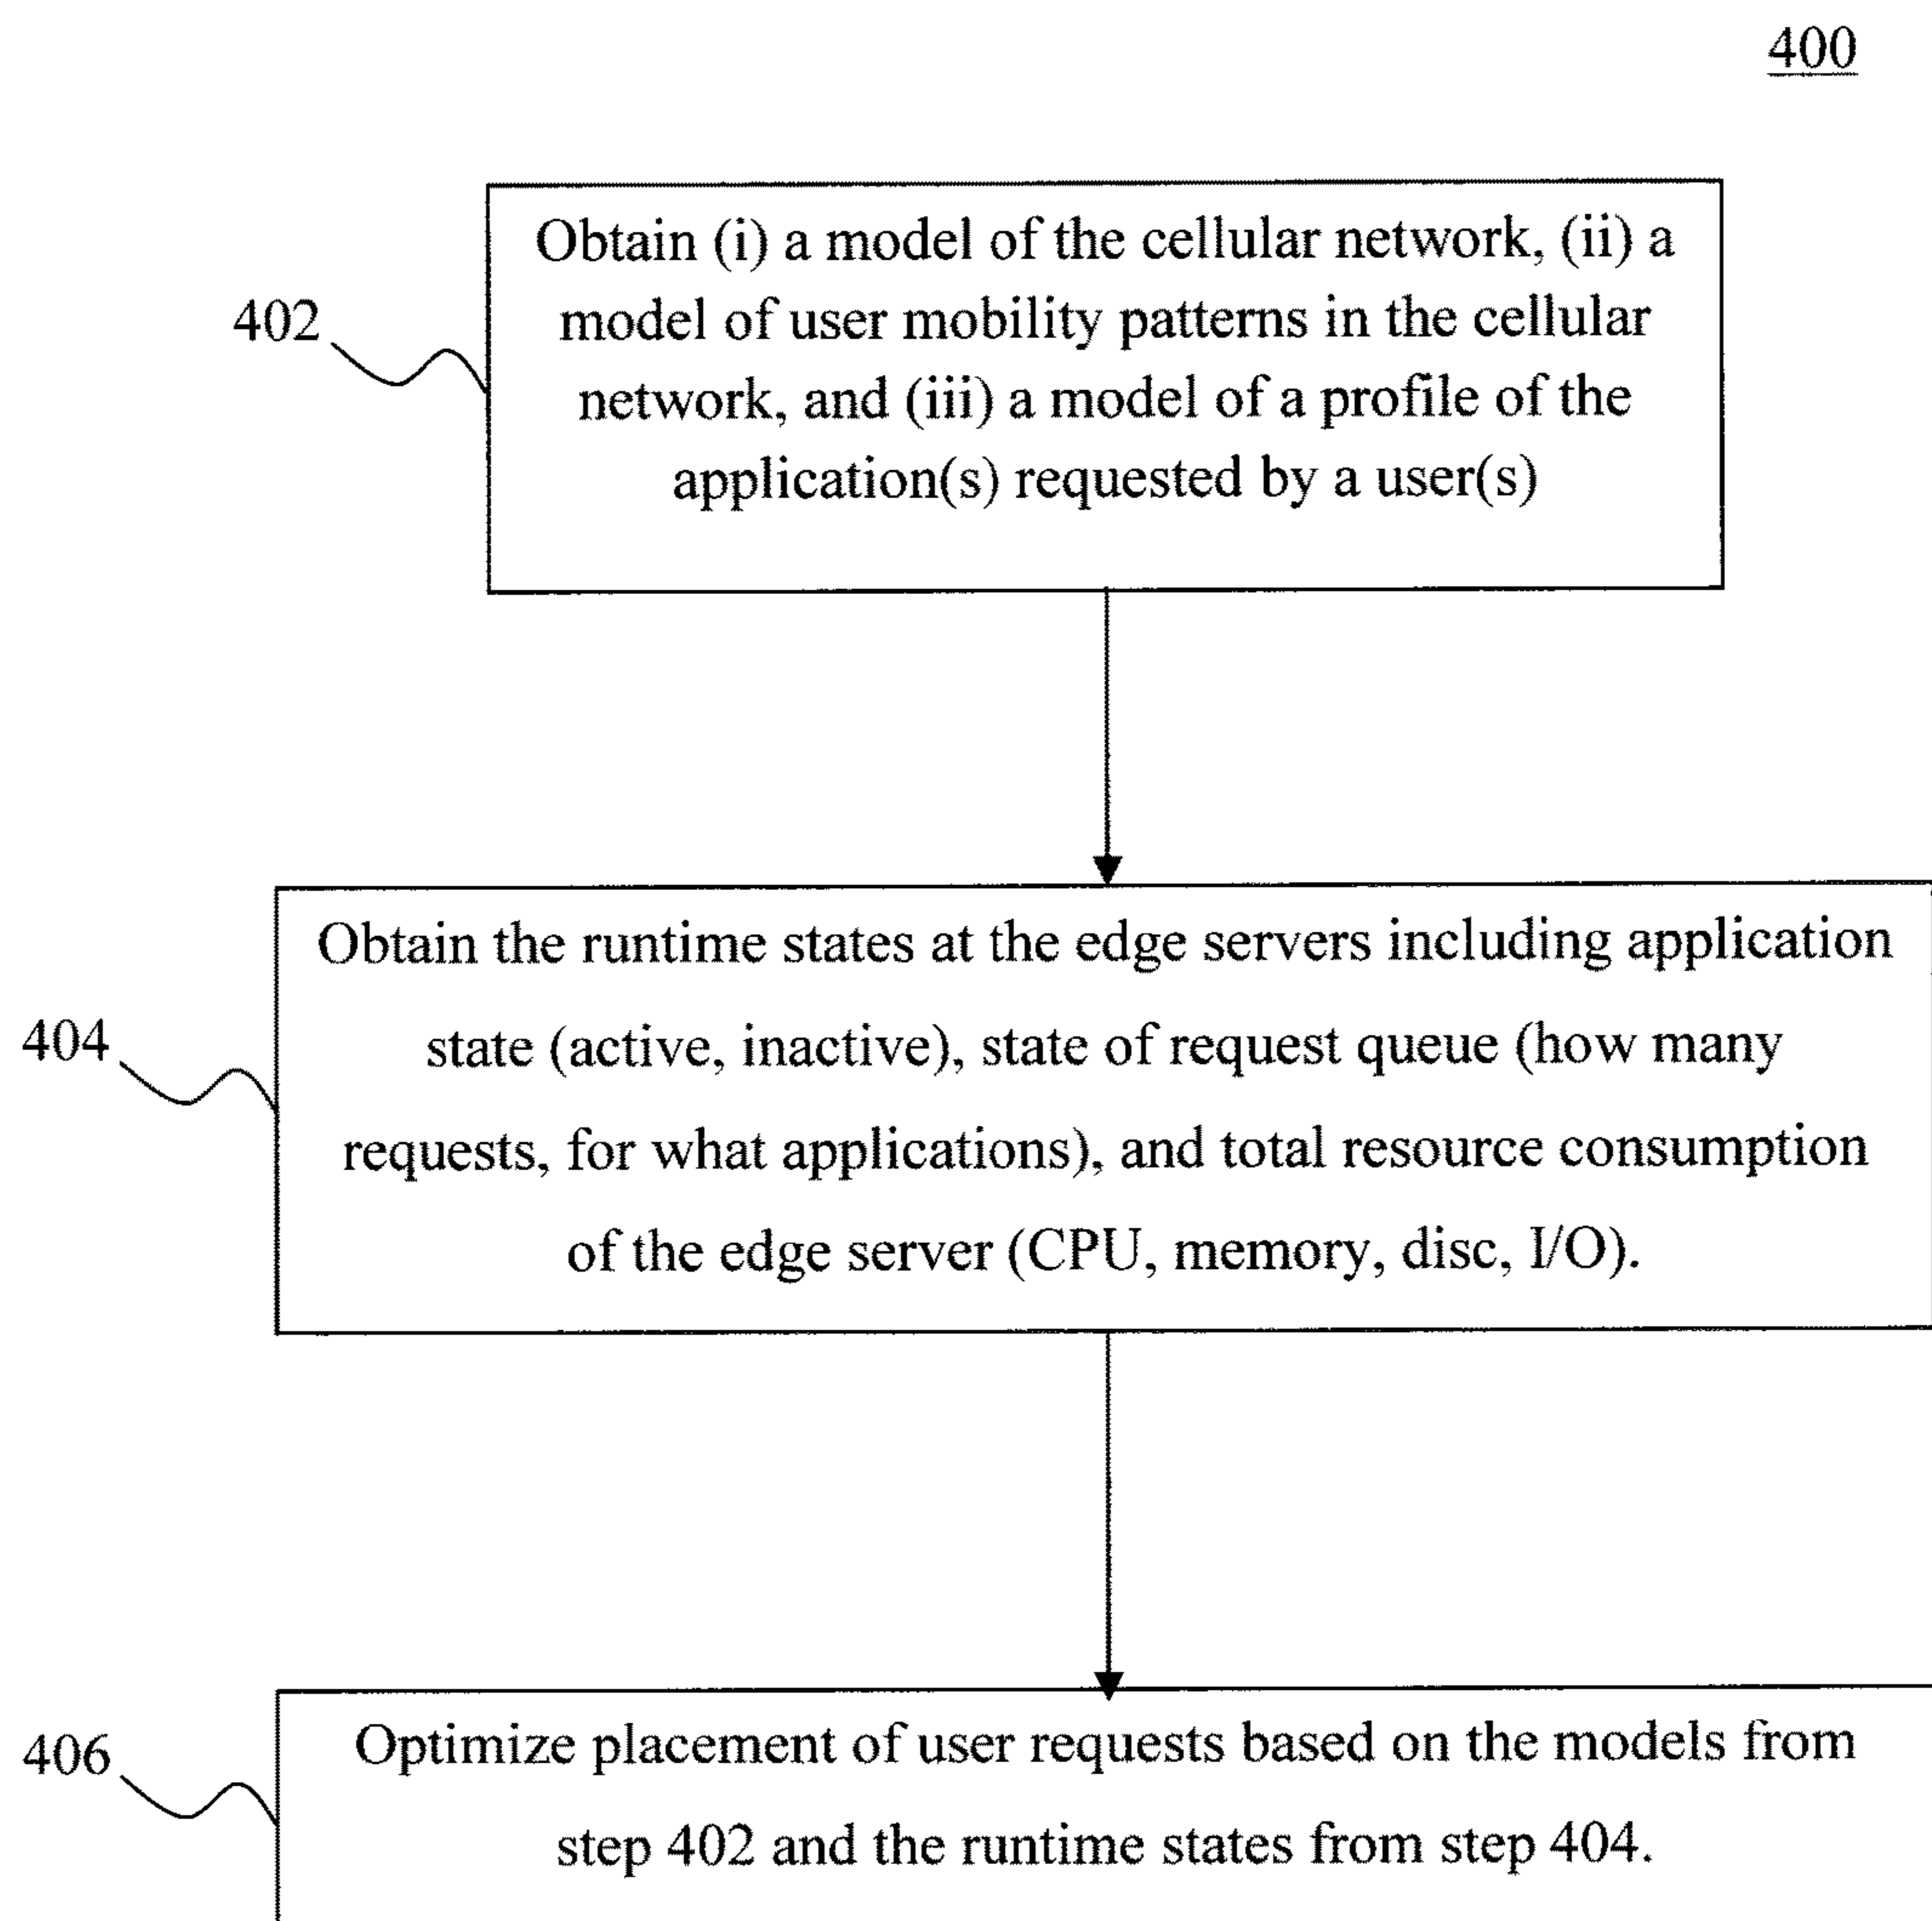 400
402
Obtain (i) a model of the cellular network, (ii) a
model of user mobility patterns in the cellular
network, and (iii) a model of a profile of the
application(s) requested by a user(s)
404
Obtain the runtime states at the edge servers including application
state (active, inactive), state of request queue (how many
requests, for what applications), and total resource consumption
of the edge server (CPU, memory, disc, I/O).
406
Optimize placement of user requests based on the models from
step 402 and the runtime states from step 404.